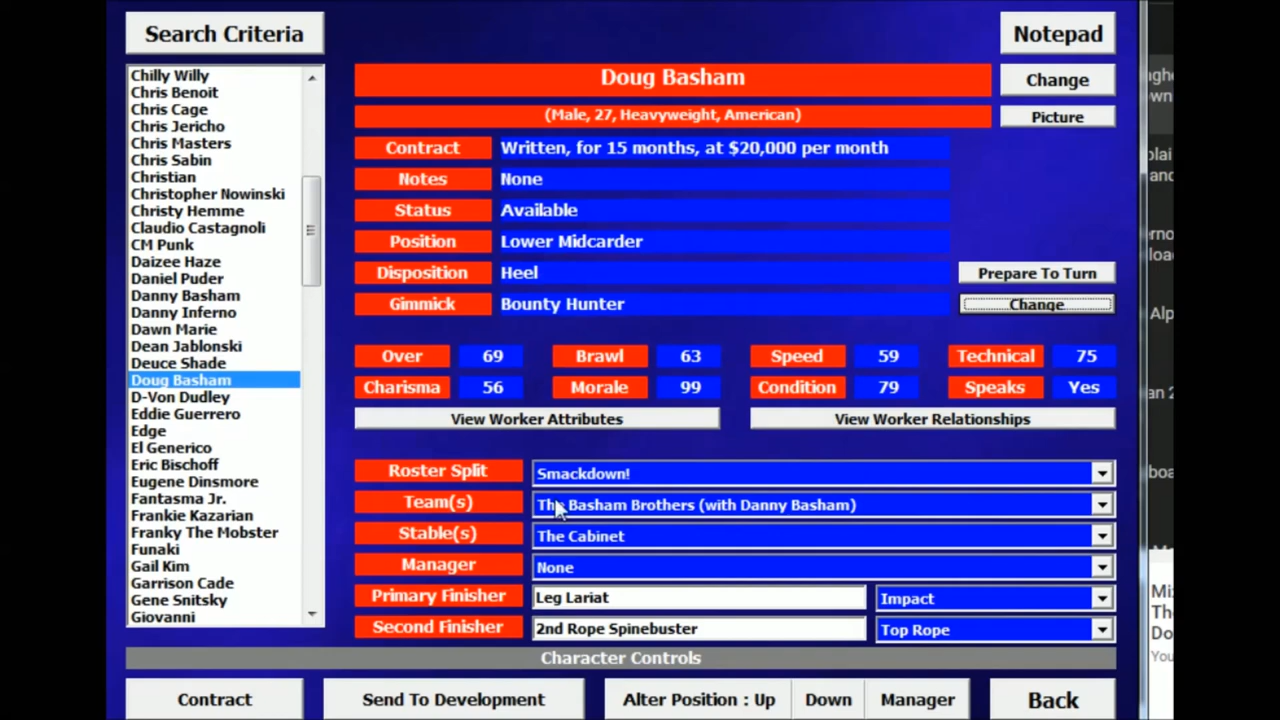 Search Criteria
Notepad
Chilly Willy
Chris Benoit
Chris Cage
Chris Jericho
Chris Masters
Chris Sabin
Christian
Christopher Nowinski
Christy Hemme
Claudio Castagnoli
CM Punk
Daizee Haze
Daniel Puder
Danny Basham
Danny Inferno
Dawn Marie
Dean Jablonski
Deuce Shade
Doug Basham
D-Von Dudley
Eddie Guerrero
Edge
El Generico
Eric Bischoff
Eugene Dinsmore
Fantasma Jr.
Frankie Kazarian
Franky The Mobster
Funaki
Gail Kim
Garrison Cade
Gene Snitsky
Giovanni
Doug Basham
Change
(Male, 27, Heavyweight, American)
Picture
Contract Written, for 15 months, at $20,000 per month
Notes None
Status Available
Position Lower Midcarder
Disposition Heel Prepare To Turn
Gimmick Bounty Hunter Change
Over 69 Brawl 63 Speed 59 Technical 75
Charisma 56 Morale 99 Condition 79 Speaks Yes
View Worker Attributes View Worker Relationships
Roster Split Smackdown!
Team(s) The Basham Brothers (with Danny Basham)
Stable(s) The Cabinet
Manager None
Primary Finisher Leg Lariat Impact
Second Finisher 2nd Rope Spinebuster Top Rope
Character Controls
Contract Send To Development Alter Position : Up Down Manager Back